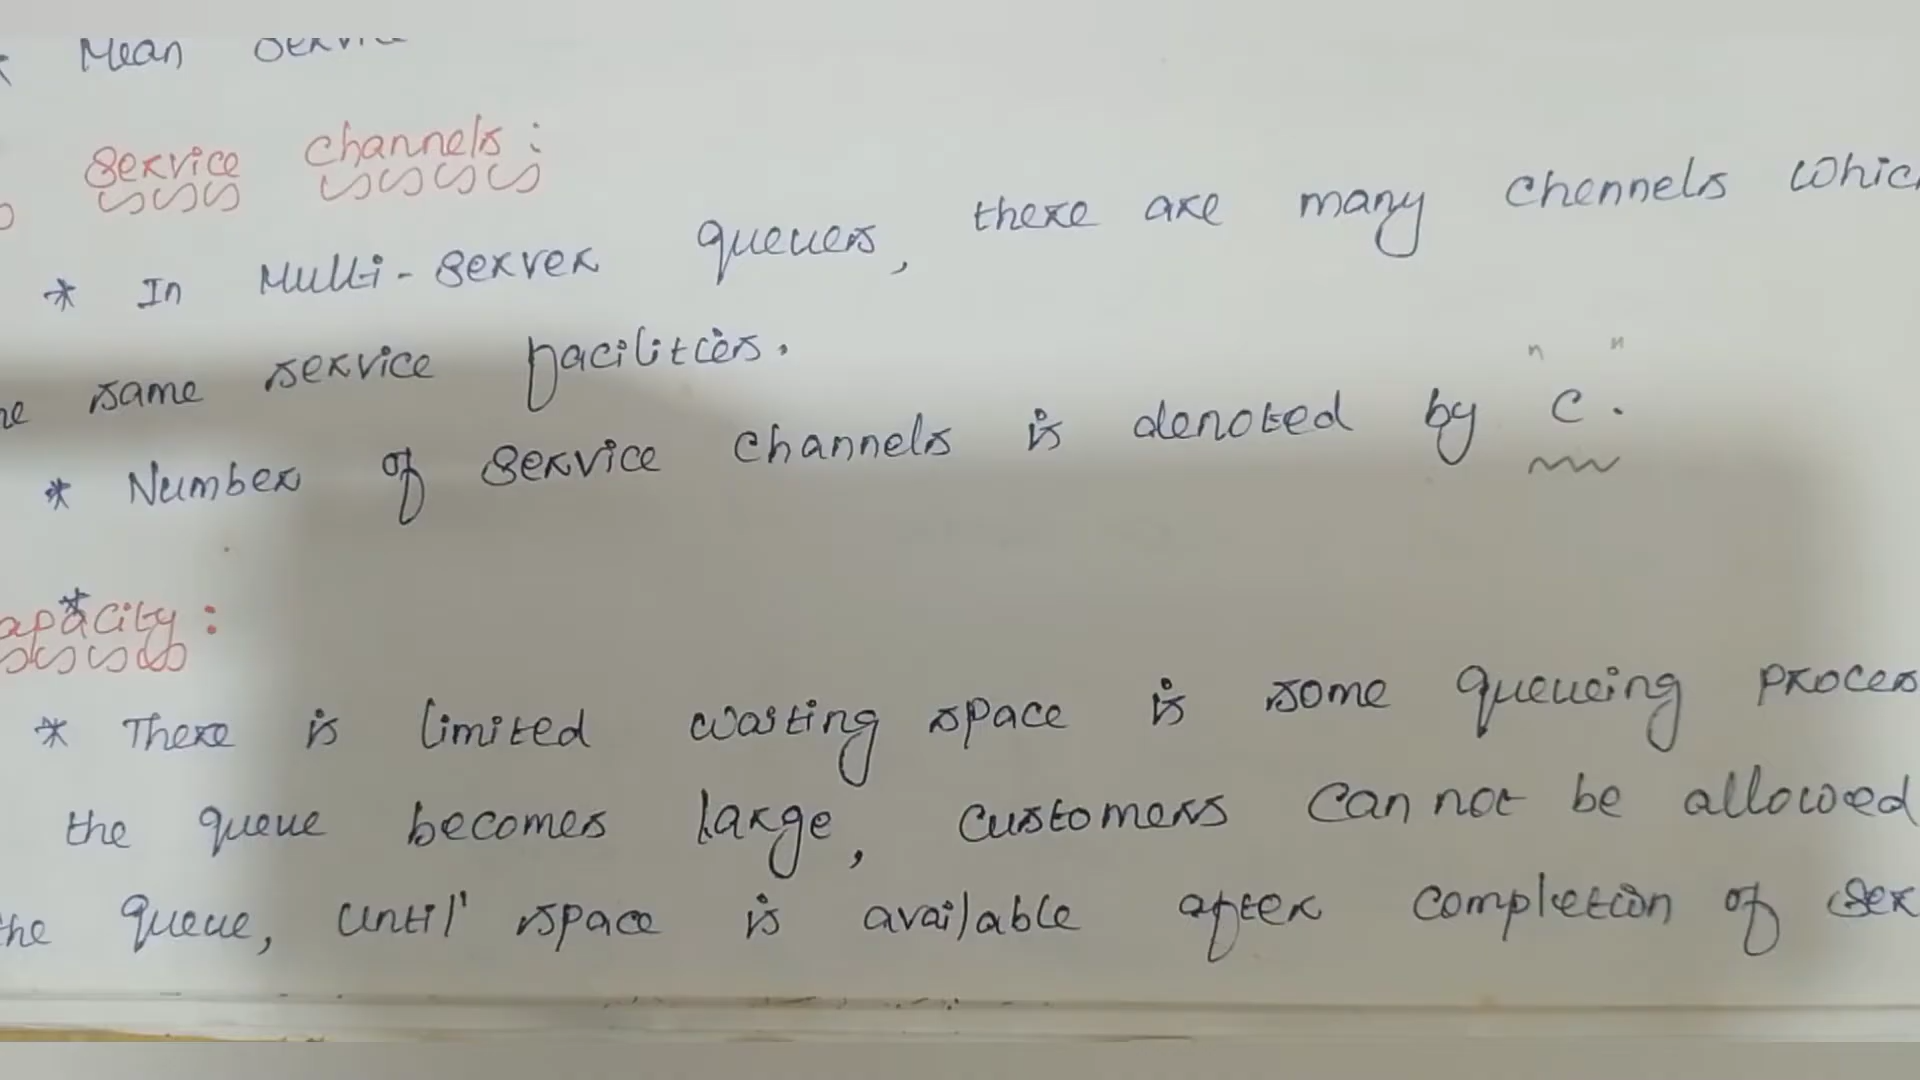 * Mean
Service Channels:
* In Multi-Server queues, there are many chennels which
same service facilities.
* Number of Service channels is denoted by "c".
apacity:
* There is limited waiting space is some queueing proces
the queue becomes large, customers can not be allowed
the queue, until space is available after completion of Ser